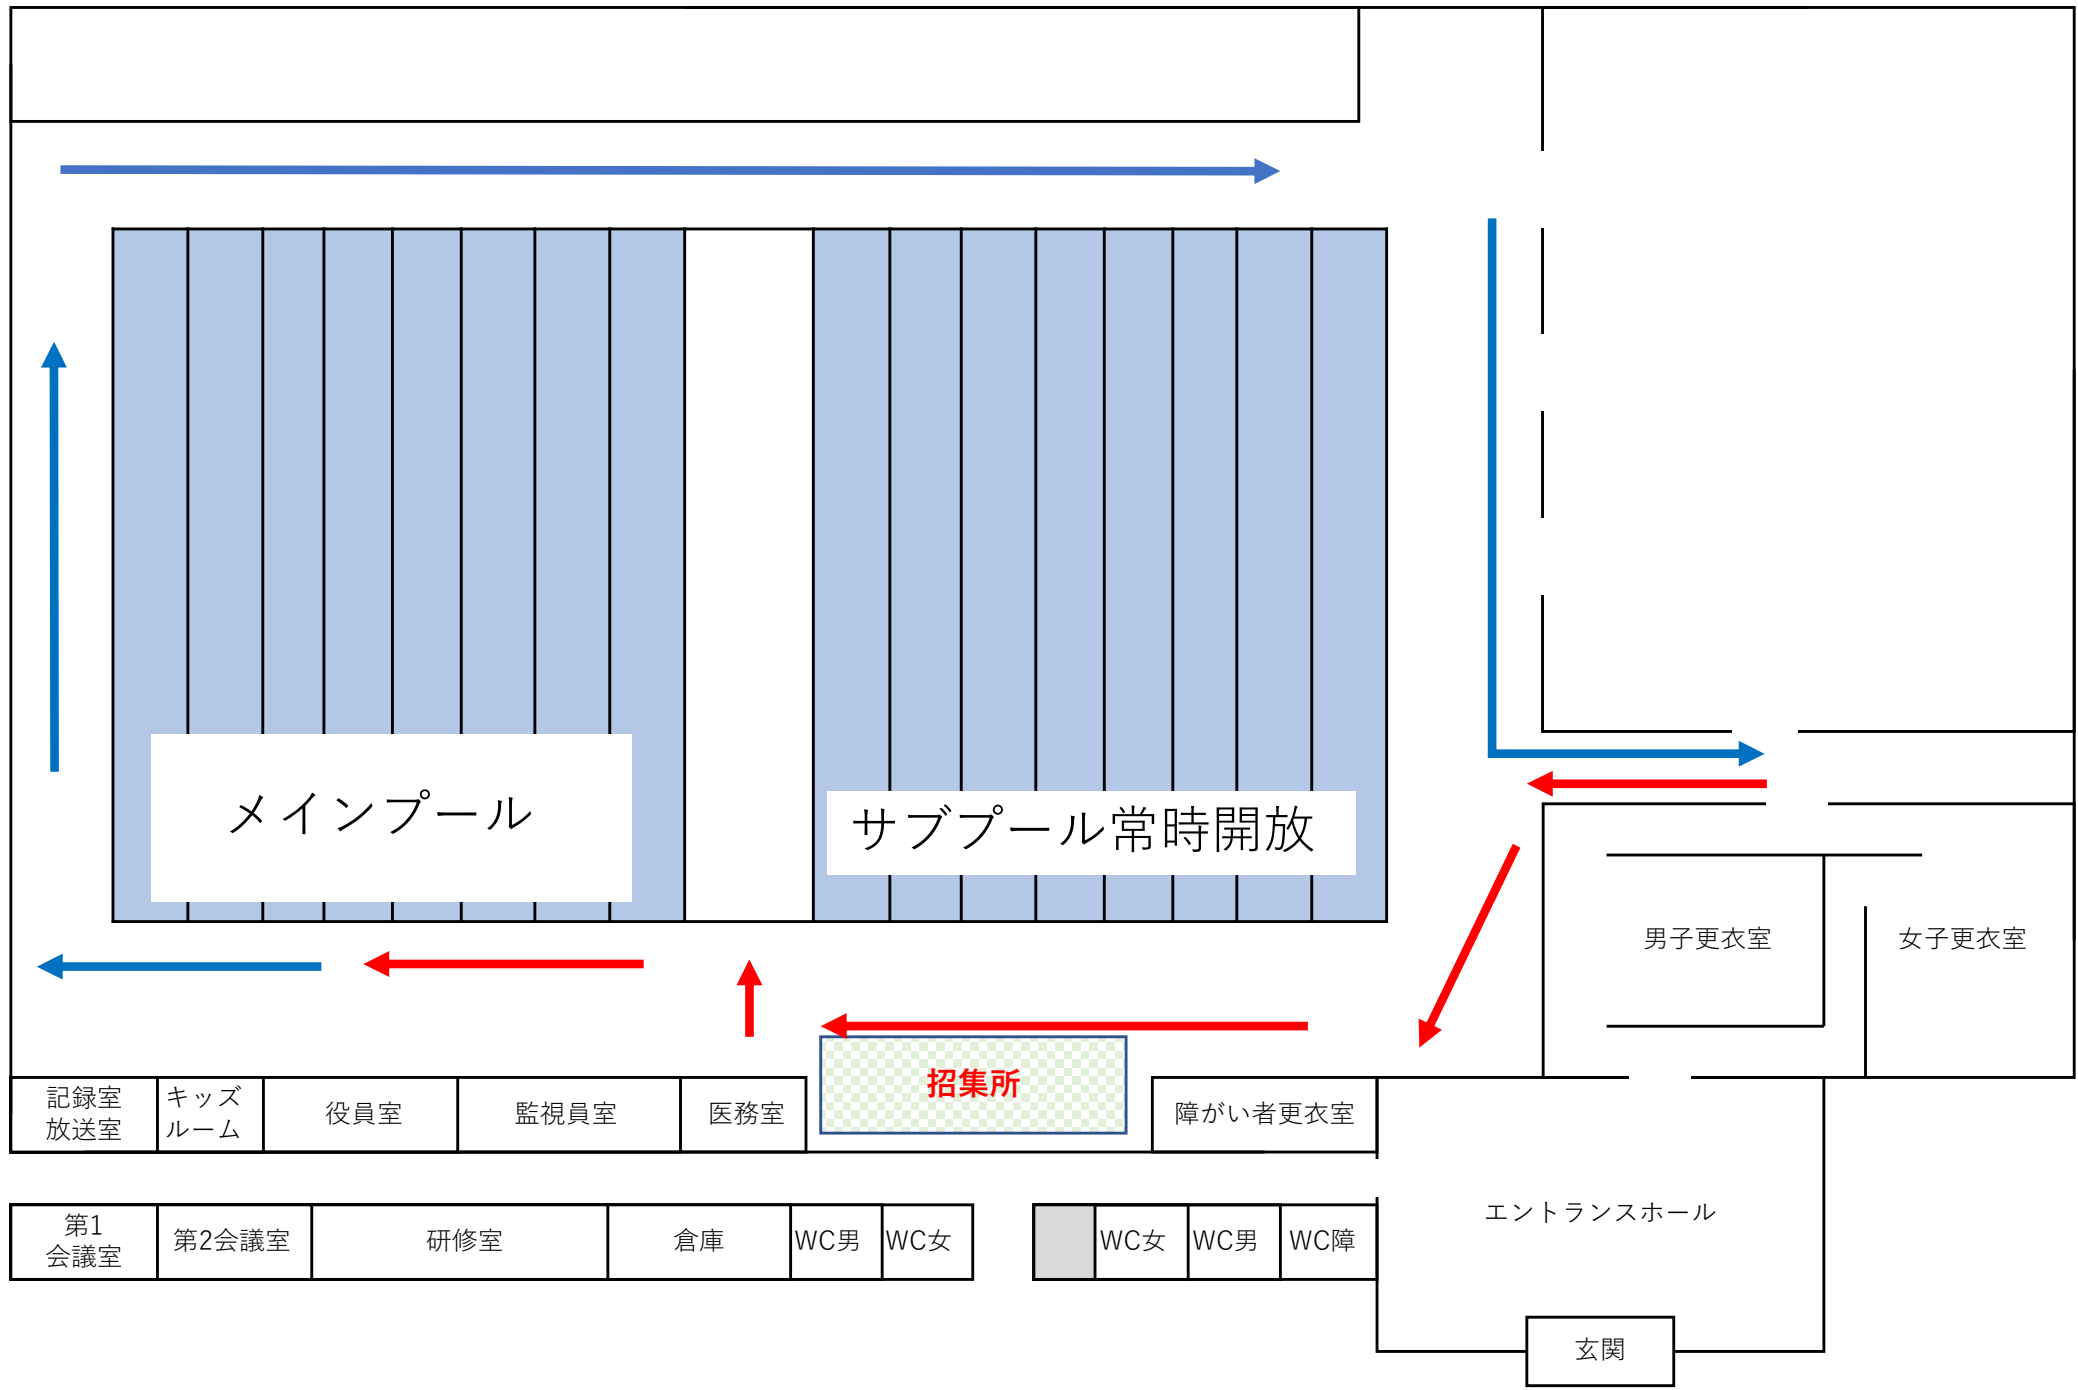 メインプール
サブプール常時開放
男子更衣室
女子更衣室
招集所
記録室
放送室
キッズ
ルーム
役員室
監視員室
医務室
障がい者更衣室
第1
会議室
第2会議室
研修室
倉庫
WC男
WC女
WC女
WC男
WC障
エントランスホール
玄関